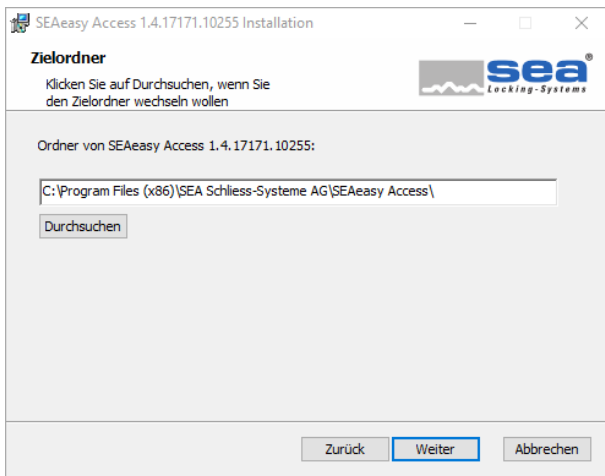 SEAeasy Access 1.4.17171.10255 Installation
Zielordner
Klicken Sie auf Durchsuchen, wenn Sie
den Zielordner wechseln wollen
sea®
Locking-Systems
Ordner von SEAeasy Access 1.4.17171.10255:
C:\Program Files (x86)\SEA Schliess-Systeme AG\SEAeasy Access\
Durchsuchen
Zurück
Weiter
Abbrechen